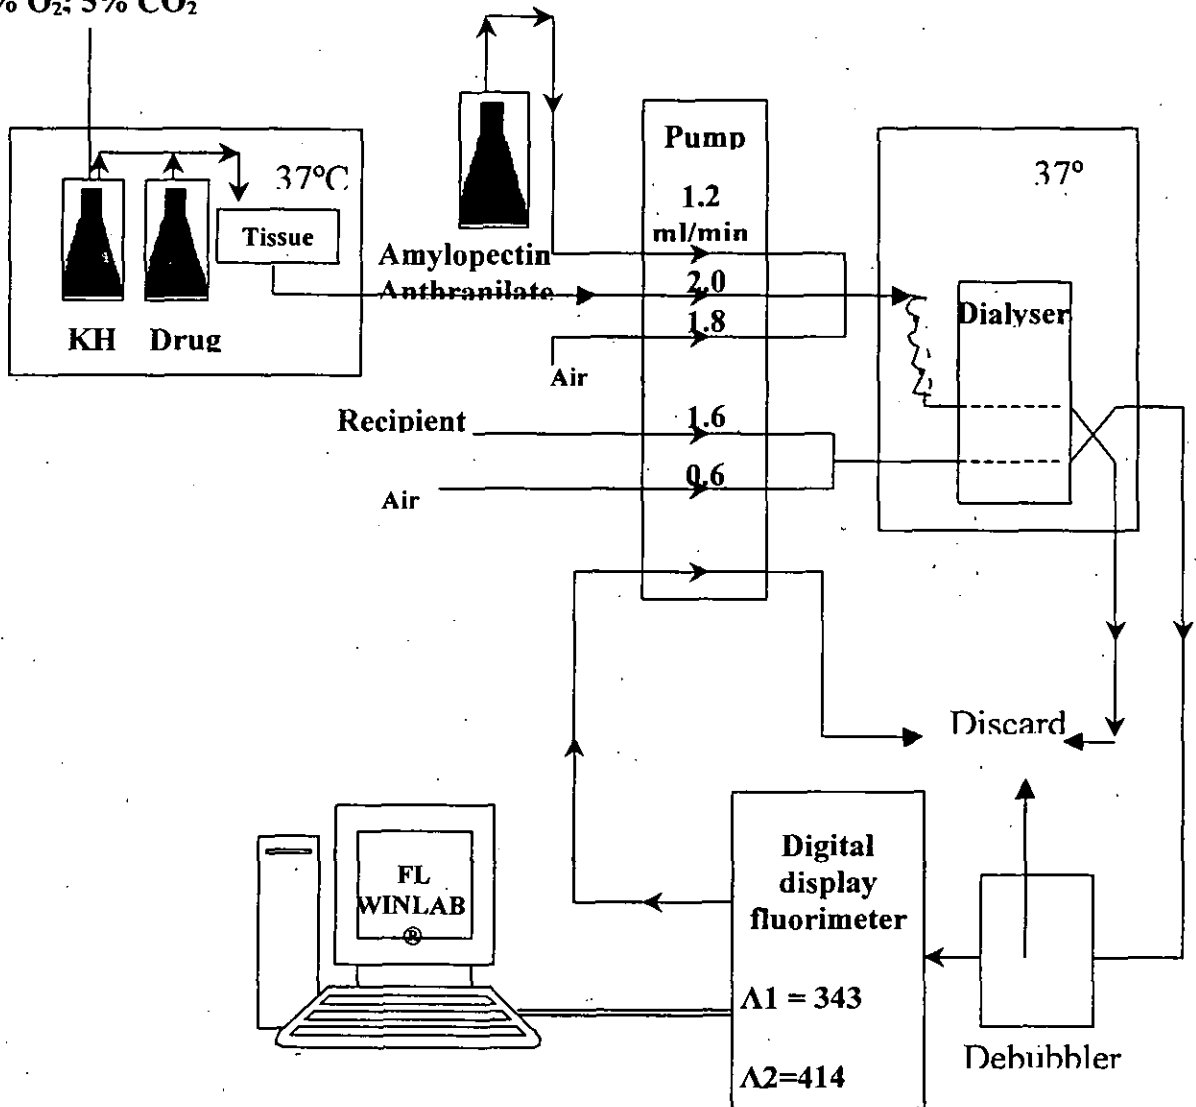 % O₂; 5% CO₂
37°C
Tissue
KH Drug
Amylopectin
Anthranilate
Pump
1.2
ml/min
2.0
1.8
Air
Recipient
1.6
0.6
Air
37°
Dialyser
Discard
FL
WINLAB
®
Digital
display
fluorimeter
Λ1 = 343
Λ2=414
Debubbler